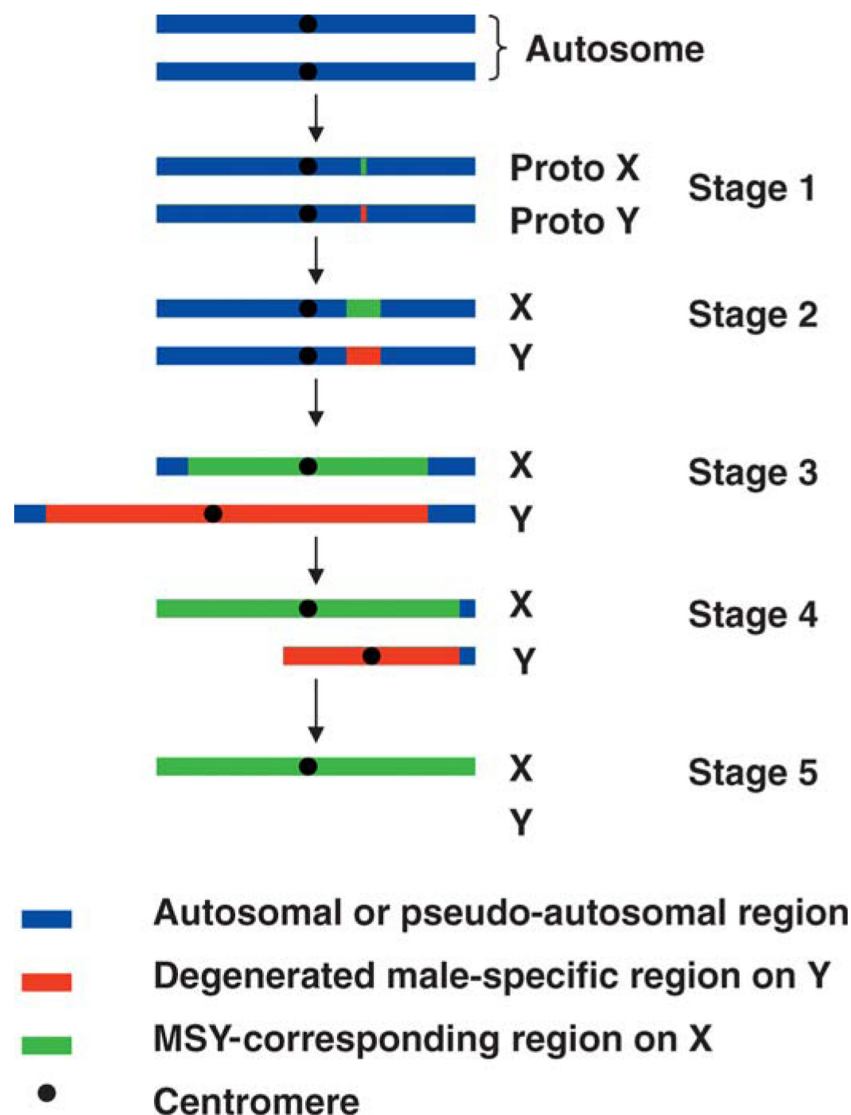 Autosome
Proto X
Proto Y
Stage 1
X
Y
Stage 2
X
Y
Stage 3
X
Y
Stage 4
X
Y
Stage 5
Autosomal or pseudo-autosomal region
Degenerated male-specific region on Y
MSY-corresponding region on X
Centromere